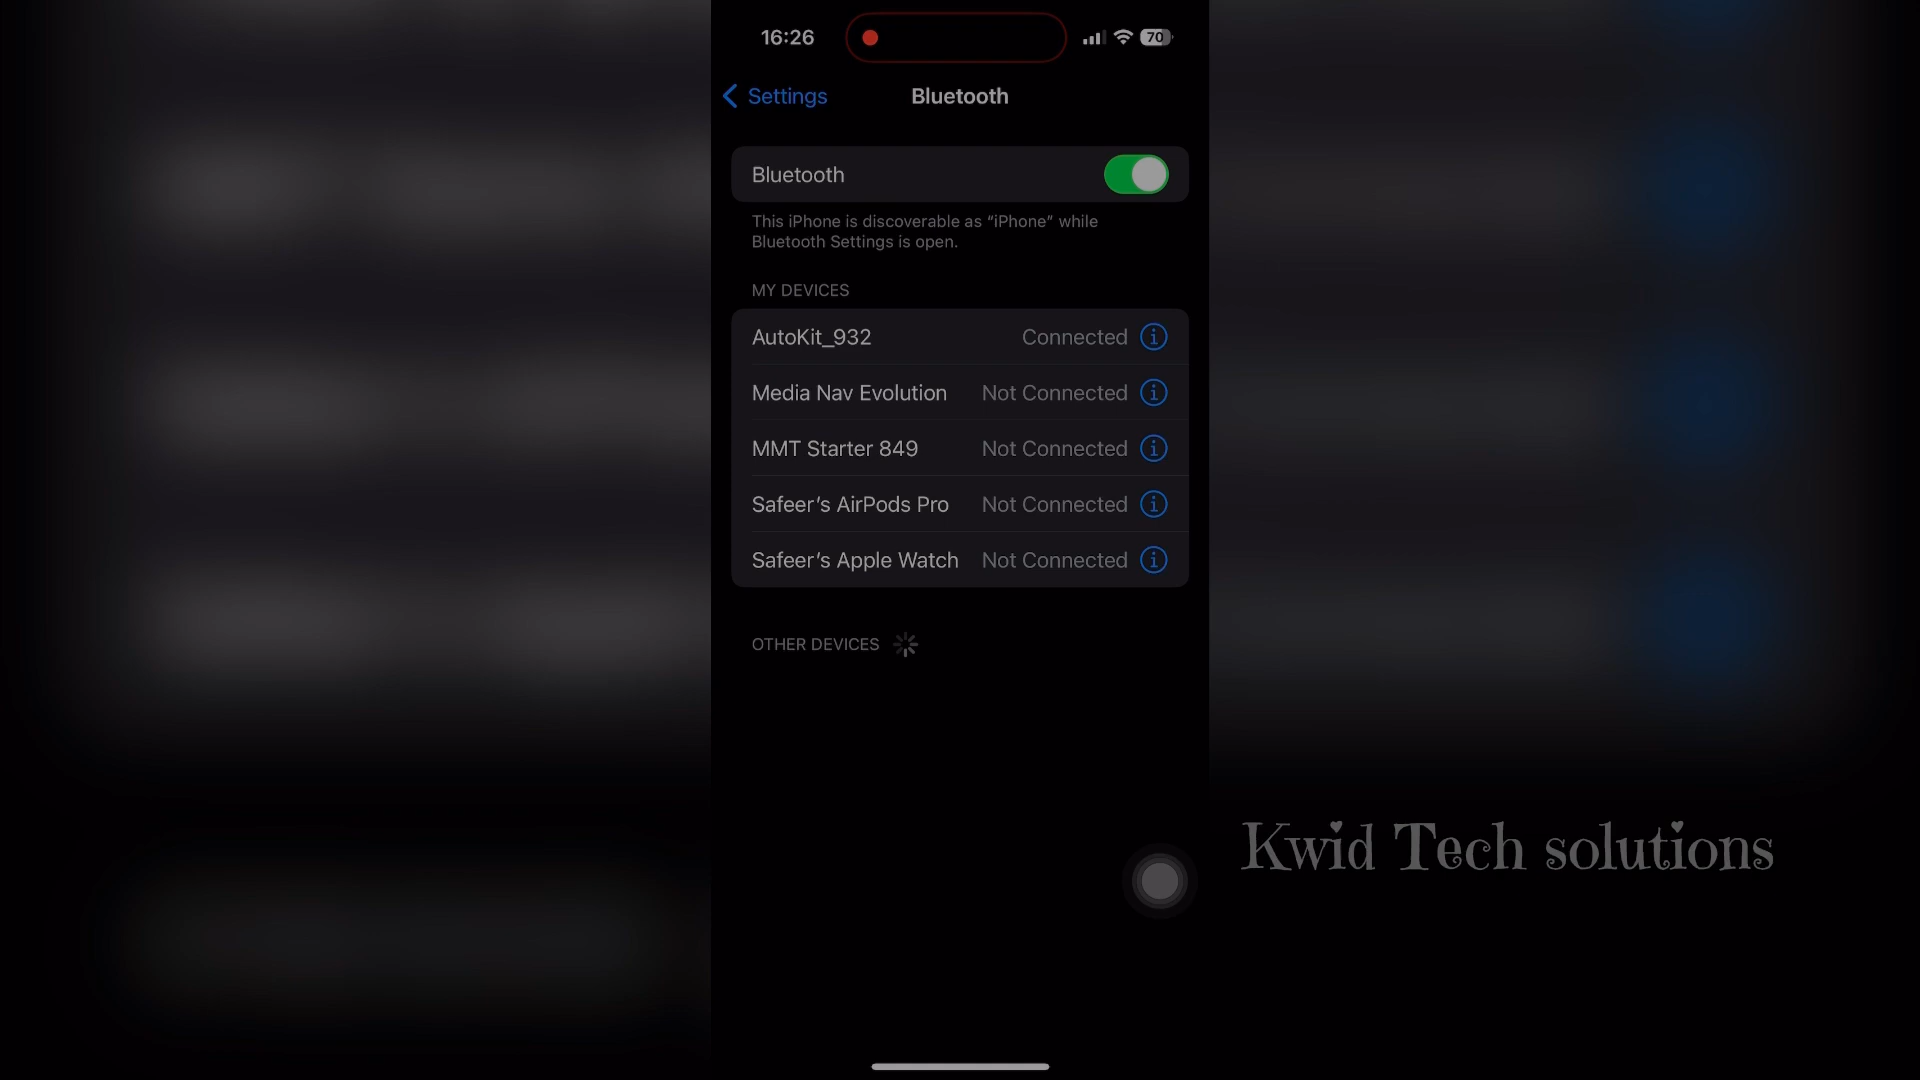 16:26
70
Settings
Bluetooth
Bluetooth
This iPhone is discoverable as “iPhone” while
Bluetooth Settings is open.
MY DEVICES
AutoKit_932 Connected
Media Nav Evolution Not Connected
MMT Starter 849 Not Connected
Safeer’s AirPods Pro Not Connected
Safeer’s Apple Watch Not Connected
OTHER DEVICES
Kwid Tech solutions